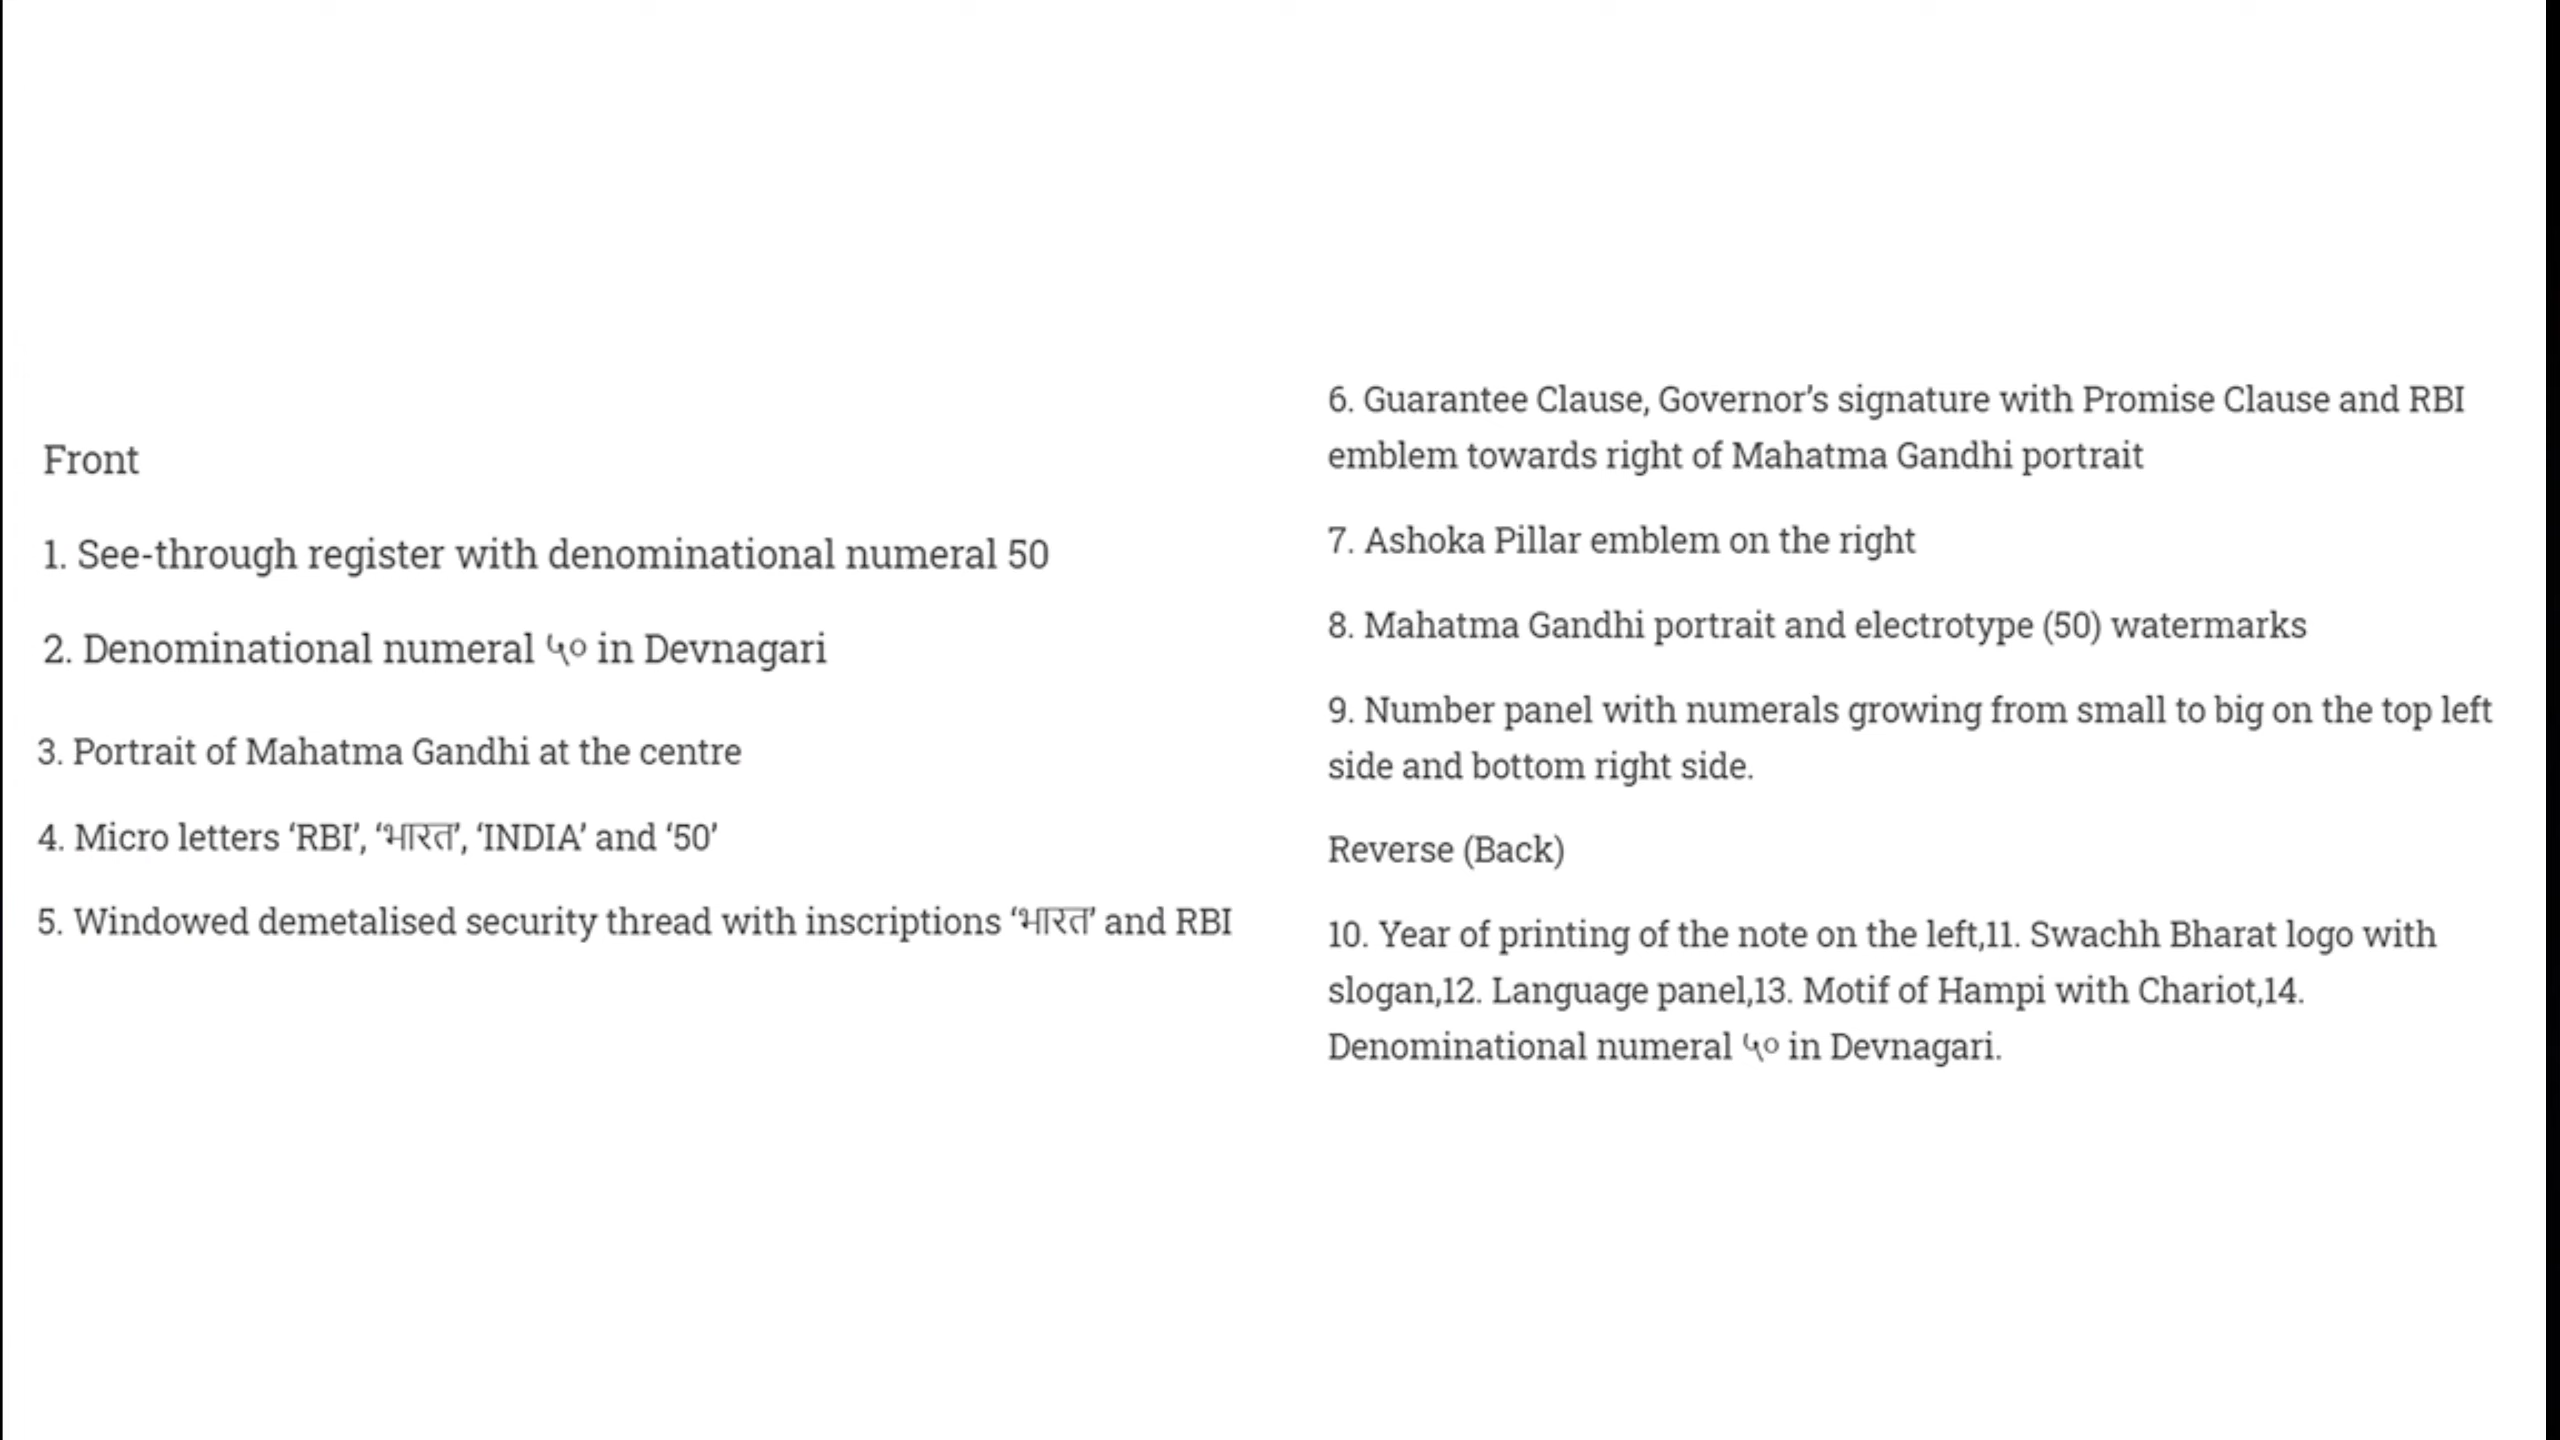 Front
1. See-through register with denominational numeral 50
2. Denominational numeral ५० in Devnagari
3. Portrait of Mahatma Gandhi at the centre
4. Micro letters ‘RBI’, ‘भारत’, ‘INDIA’ and ‘50’
5. Windowed demetalised security thread with inscriptions ‘भारत’ and RBI
6. Guarantee Clause, Governor’s signature with Promise Clause and RBI
emblem towards right of Mahatma Gandhi portrait
7. Ashoka Pillar emblem on the right
8. Mahatma Gandhi portrait and electrotype (50) watermarks
9. Number panel with numerals growing from small to big on the top left
side and bottom right side.
Reverse (Back)
10. Year of printing of the note on the left,11. Swachh Bharat logo with
slogan,12. Language panel,13. Motif of Hampi with Chariot,14.
Denominational numeral ५० in Devnagari.